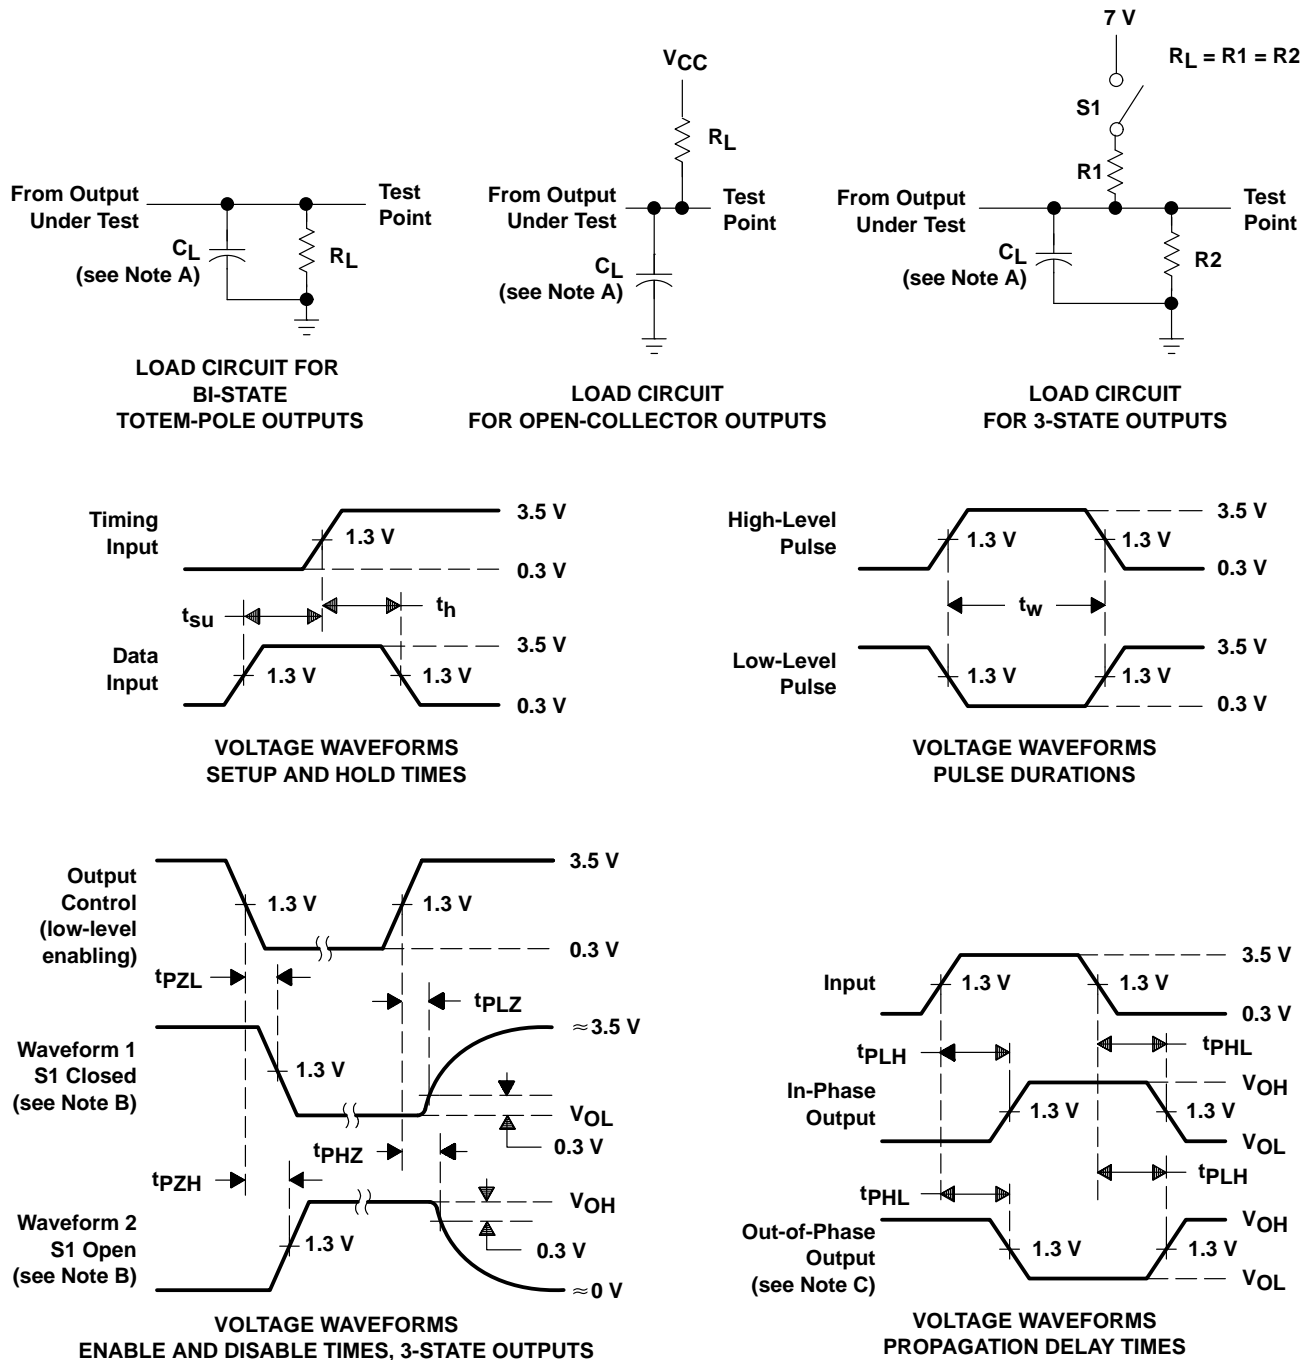 From Output
Under Test
CL
(see Note A)
RL
Test
Point
LOAD CIRCUIT FOR
BI-STATE
TOTEM-POLE OUTPUTS
VCC
RL
From Output
Under Test
Test
Point
CL
(see Note A)
LOAD CIRCUIT
FOR OPEN-COLLECTOR OUTPUTS
7 V
RL = R1 = R2
S1
R1
From Output
Under Test
Test
Point
CL
(see Note A)
R2
LOAD CIRCUIT
FOR 3-STATE OUTPUTS
Timing
Input
3.5 V
1.3 V
0.3 V
tsu
th
Data
Input
3.5 V
1.3 V
1.3 V
0.3 V
VOLTAGE WAVEFORMS
SETUP AND HOLD TIMES
High-Level
Pulse
3.5 V
1.3 V
1.3 V
0.3 V
tw
Low-Level
Pulse
3.5 V
1.3 V
1.3 V
0.3 V
VOLTAGE WAVEFORMS
PULSE DURATIONS
Output
Control
(low-level
enabling)
3.5 V
1.3 V
1.3 V
0.3 V
tPZL
tPLZ
Waveform 1
S1 Closed
(see Note B)
≈3.5 V
1.3 V
VOL
0.3 V
tPHZ
tPZH
Waveform 2
S1 Open
(see Note B)
VOH
1.3 V
0.3 V
≈0 V
VOLTAGE WAVEFORMS
ENABLE AND DISABLE TIMES, 3-STATE OUTPUTS
Input
3.5 V
1.3 V
1.3 V
0.3 V
tPLH
tPHL
In-Phase
Output
VOH
1.3 V
1.3 V
VOL
tPHL
tPLH
Out-of-Phase
Output
(see Note C)
VOH
1.3 V
1.3 V
VOL
VOLTAGE WAVEFORMS
PROPAGATION DELAY TIMES